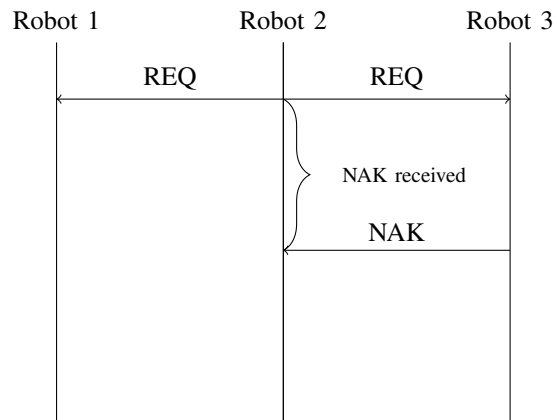 Robot 1 Robot 2 Robot 3
REQ REQ
NAK received
NAK